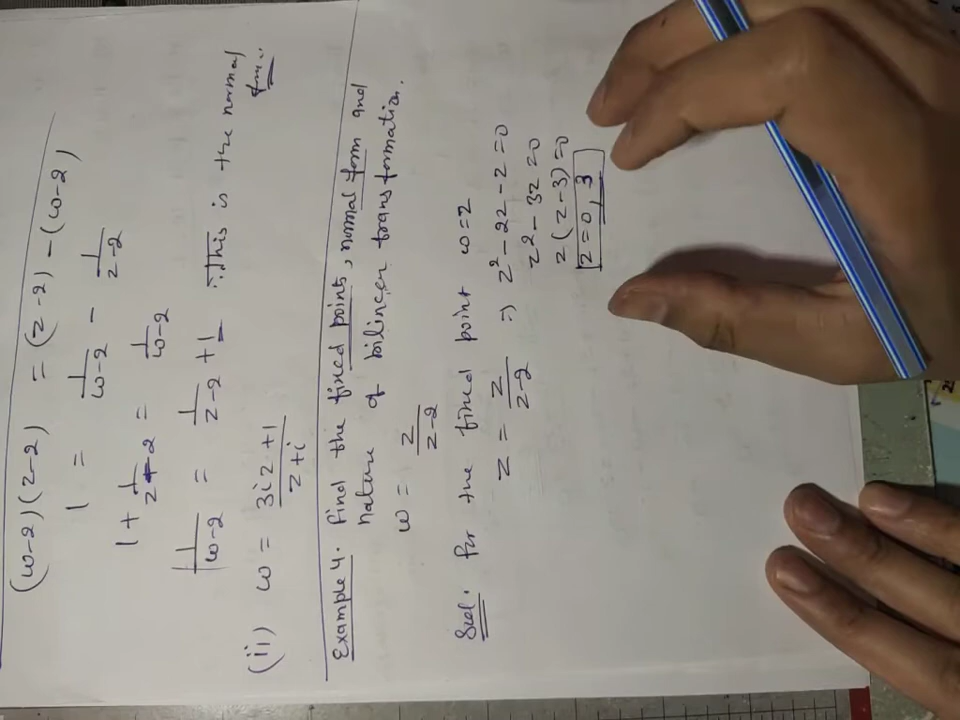 (w-2)(z-2) = (z-2) - (w-2)
1 = 1/w-2 - 1/z-2
1 + 1/z-2 = 1/w-2
1/w-2 = 1/z-2 + 1 ∴ This is the normal form.
(ii) w = 3iz+1/z+i
Example 4. Find the fixed points, normal form and
nature of bilinear transformation.
w = z/z-2
Sol. For the fixed point w=z
z = z/z-2 ⇒ z² - 2z - z = 0
z² - 3z = 0
z(z-3) = 0
z = 0, 3